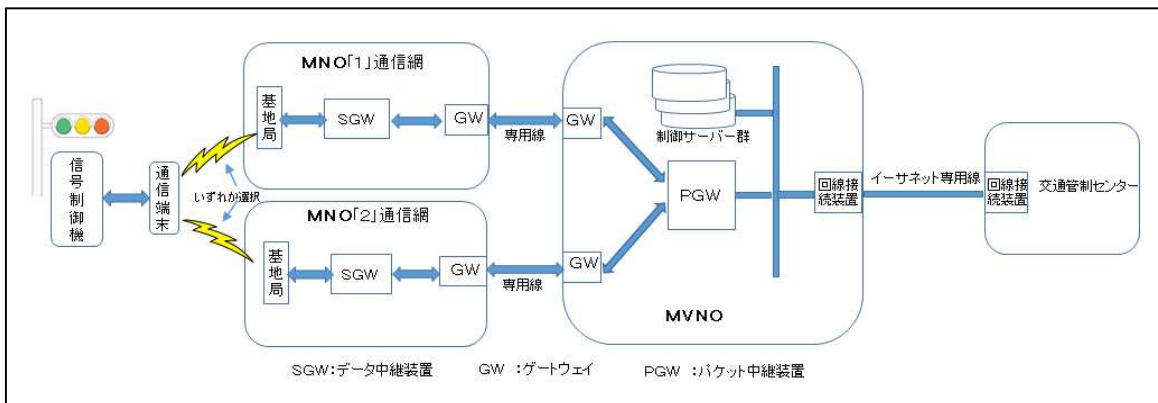 MNO「1」通信網
基地局
SGW
GW
専用線
GW
制御サーバー群
信号制御機
通信端末
いずれか選択
PGW
回線接続装置
イーサネット専用線
回線接続装置
交通管制センター
MNO「2」通信網
基地局
SGW
GW
専用線
GW
MVNO
SGW:データ中継装置
GW :ゲートウェイ
PGW :パケット中継装置